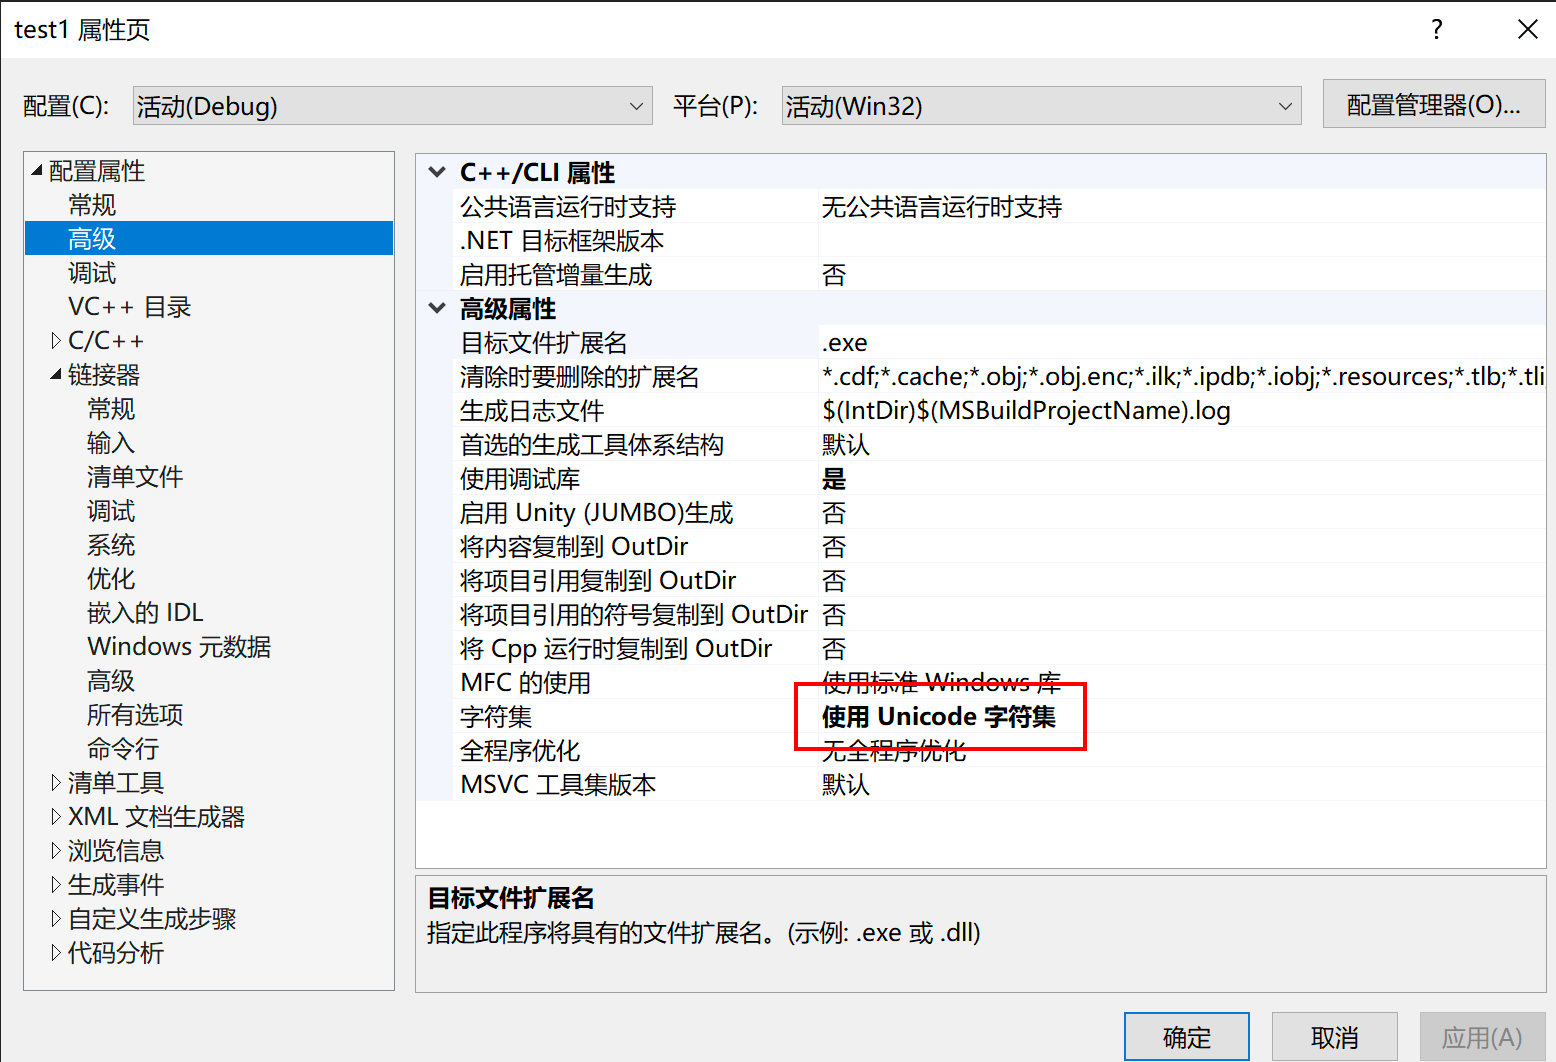 test1 属性页
?
配置(C): 活动(Debug) 平台(P): 活动(Win32) 配置管理器(O)...
配置属性
常规
高级
调试
VC++ 目录
C/C++
链接器
常规
输入
清单文件
调试
系统
优化
嵌入的 IDL
Windows 元数据
高级
所有选项
命令行
清单工具
XML 文档生成器
浏览信息
生成事件
自定义生成步骤
代码分析
C++/CLI 属性
公共语言运行时支持 无公共语言运行时支持
.NET 目标框架版本
启用托管增量生成 否
高级属性
目标文件扩展名 .exe
清除时要删除的扩展名 *.cdf;*.cache;*.obj;*.obj.enc;*.ilk;*.ipdb;*.iobj;*.resources;*.tlb;*.tli
生成日志文件 $(IntDir)$(MSBuildProjectName).log
首选的生成工具体系结构 默认
使用调试库 是
启用 Unity (JUMBO)生成 否
将内容复制到 OutDir 否
将项目引用复制到 OutDir 否
将项目引用的符号复制到 OutDir 否
将 Cpp 运行时复制到 OutDir 否
MFC 的使用 使用标准 Windows 库
字符集 使用 Unicode 字符集
全程序优化 无全程序优化
MSVC 工具集版本 默认
目标文件扩展名
指定此程序将具有的文件扩展名。(示例: .exe 或 .dll)
确定 取消 应用(A)